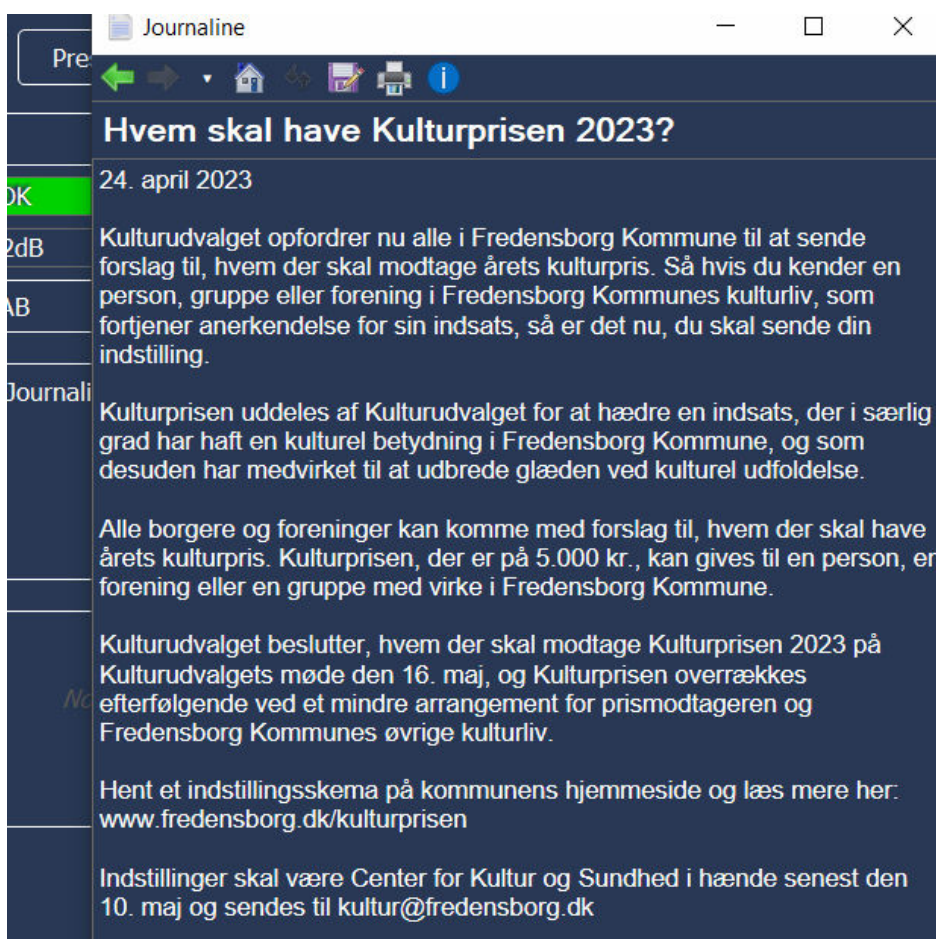 Journaline
Pre
Hvem skal have Kulturprisen 2023?
24. april 2023
OK
2dB
AB
Journali
No
Kulturudvalget opfordrer nu alle i Fredensborg Kommune til at sende
forslag til, hvem der skal modtage årets kulturpris. Så hvis du kender en
person, gruppe eller forening i Fredensborg Kommunes kulturliv, som
fortjener anerkendelse for sin indsats, så er det nu, du skal sende din
indstilling.
Kulturprisen uddeles af Kulturudvalget for at hædre en indsats, der i særlig
grad har haft en kulturel betydning i Fredensborg Kommune, og som
desuden har medvirket til at udbrede glæden ved kulturel udfoldelse.
Alle borgere og foreninger kan komme med forslag til, hvem der skal have
årets kulturpris. Kulturprisen, der er på 5.000 kr., kan gives til en person, en
forening eller en gruppe med virke i Fredensborg Kommune.
Kulturudvalget beslutter, hvem der skal modtage Kulturprisen 2023 på
Kulturudvalgets møde den 16. maj, og Kulturprisen overrækkes
efterfølgende ved et mindre arrangement for prismodtageren og
Fredensborg Kommunes øvrige kulturliv.
Hent et indstillingsskema på kommunens hjemmeside og læs mere her:
www.fredensborg.dk/kulturprisen
Indstillinger skal være Center for Kultur og Sundhed i hænde senest den
10. maj og sendes til kultur@fredensborg.dk